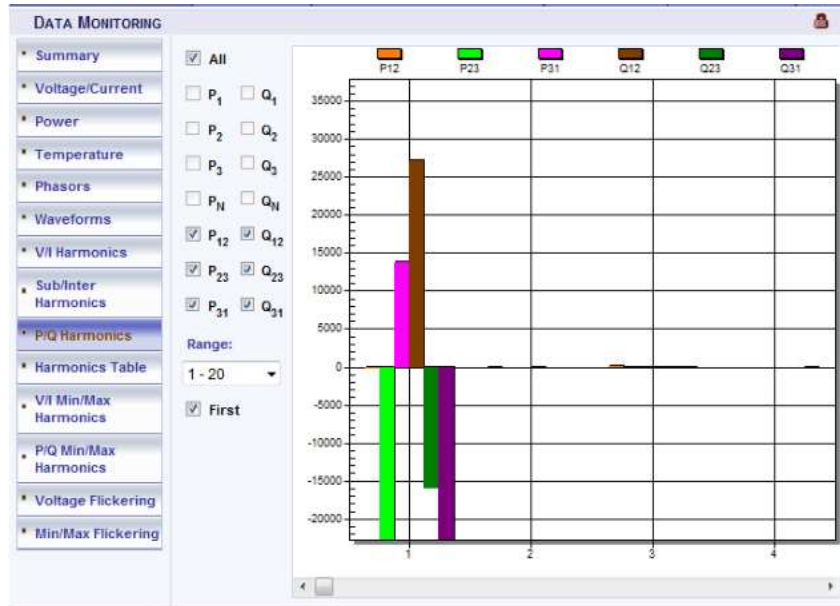 DATA MONITORING
Summary
Voltage/Current
Power
Temperature
Phasors
Waveforms
V/I Harmonics
Sub/Inter
Harmonics
P/Q Harmonics
Harmonics Table
V/I Min/Max
Harmonics
P/Q Min/Max
Harmonics
Voltage Flickering
Min/Max Flickering
All
P1 Q1
P2 Q2
P3 Q3
PN QN
P12 Q12
P23 Q23
P31 Q31
Range:
1 - 20
First
P12 P23 P31 Q12 Q23 Q31
35000
30000
25000
20000
15000
10000
5000
0
-5000
-10000
-15000
-20000
1 2 3 4